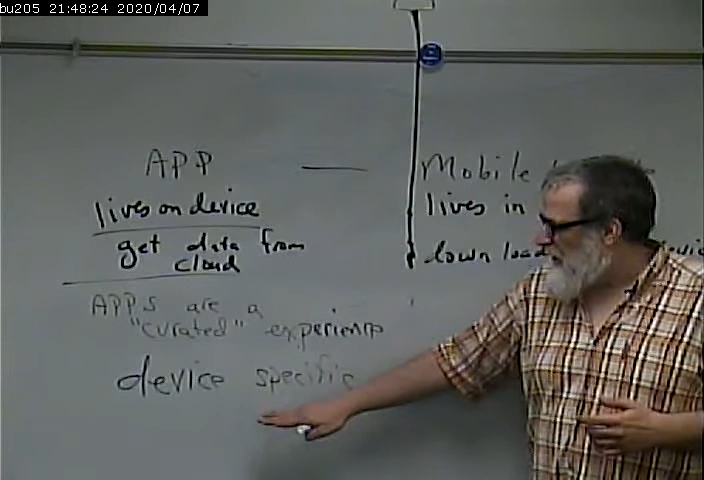 bu205 21:48:24 2020/04/07
APP — Mobile
lives on device
lives in
get data from
cloud
down load
APPs are a
"curated" experience
device specific